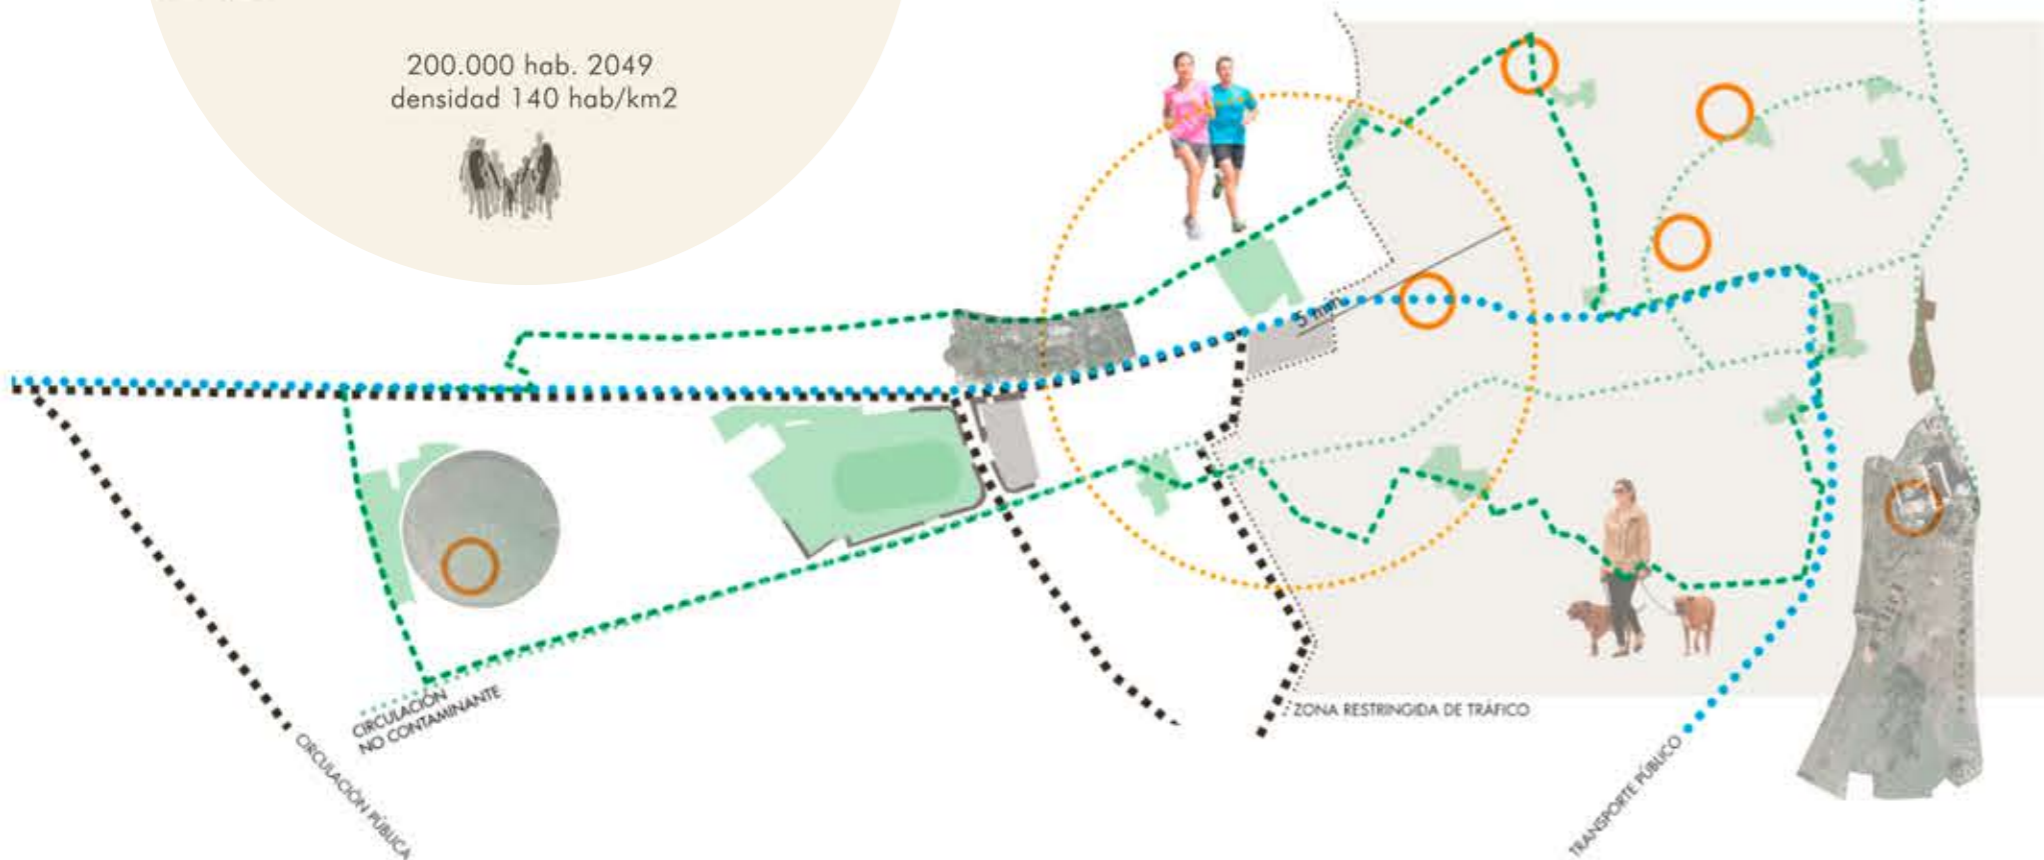 200.000 hab. 2049
densidad 140 hab/km2
5 min
CIRCULACIÓN
NO CONTAMINANTE
CIRCULACIÓN PÚBLICA
ZONA RESTRINGIDA DE TRÁFICO
TRANSPORTE PÚBLICO